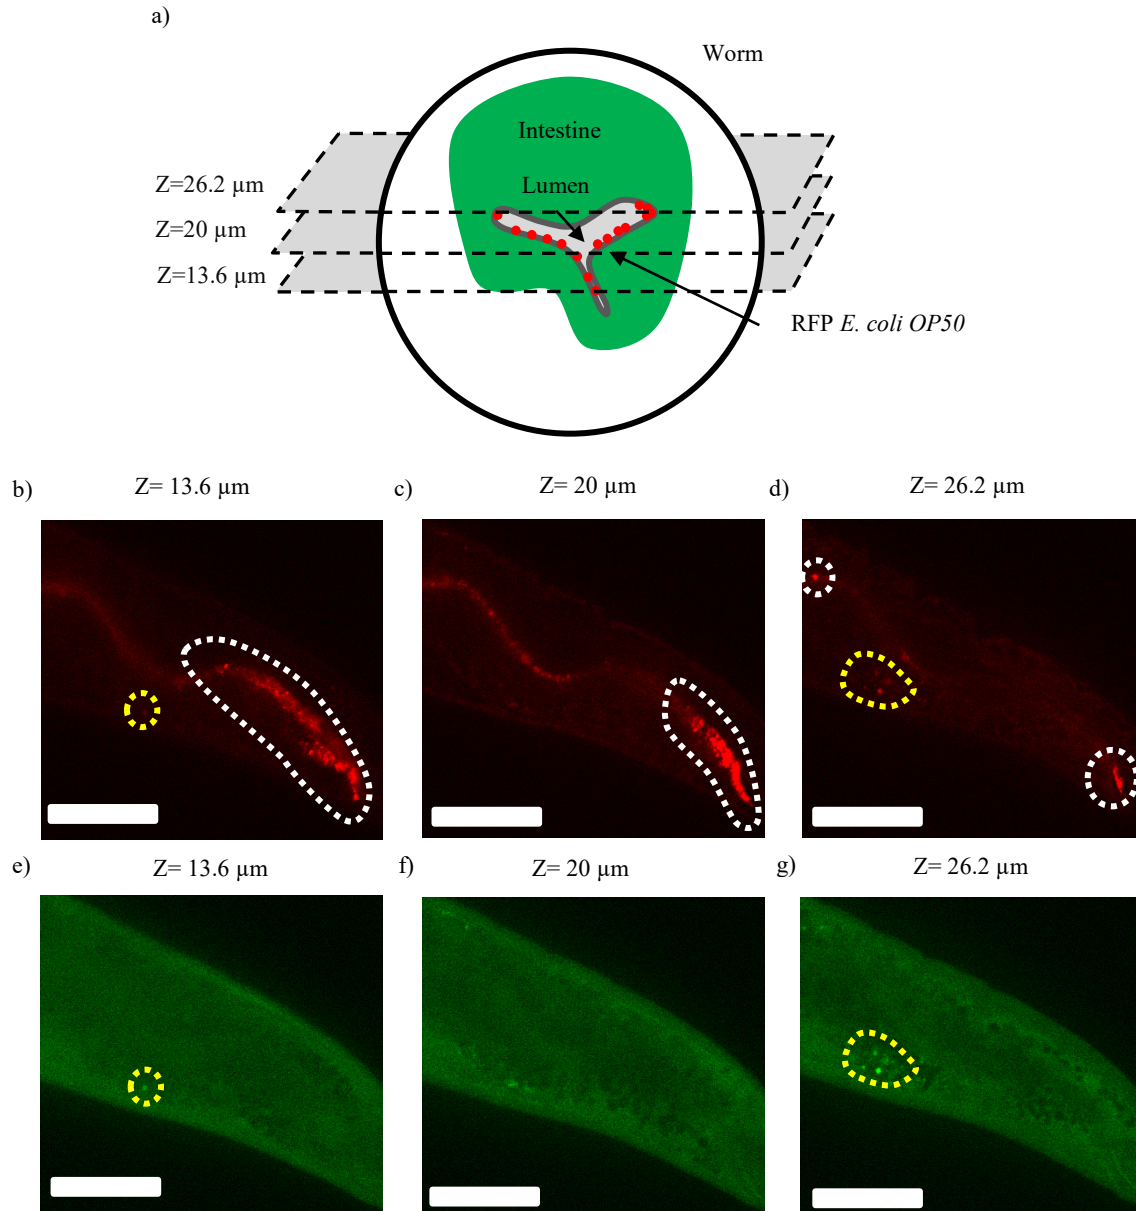 a)
Worm
Intestine
Lumen
Z=26.2 µm
Z=20 µm
Z=13.6 µm
RFP E. coli OP50
b)
Z= 13.6 µm
c)
Z= 20 µm
d)
Z= 26.2 µm
e)
Z= 13.6 µm
f)
Z= 20 µm
g)
Z= 26.2 µm